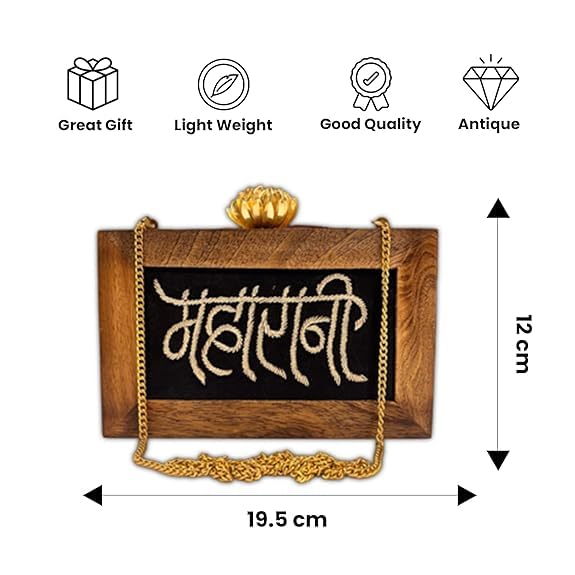 Great Gift Light Weight Good Quality Antique
महारानी
12 cm
19.5 cm